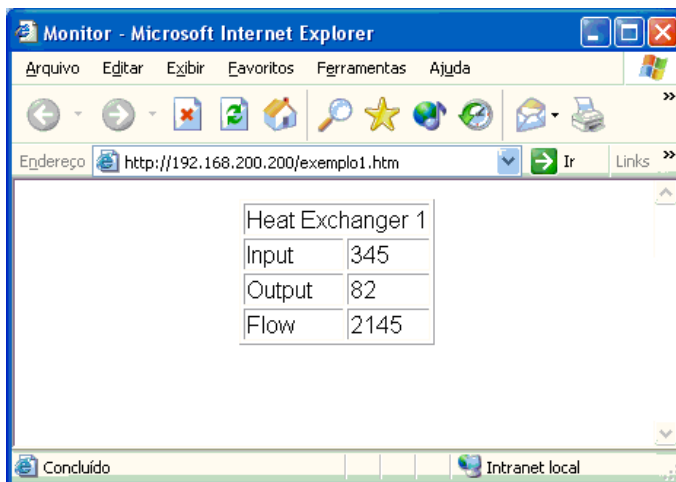 Monitor - Microsoft Internet Explorer
Arquivo Editar Exibir Favoritos Ferramentas Ajuda
Endereço http://192.168.200.200/exemplo1.htm Ir Links
Heat Exchanger 1
Input 345
Output 82
Flow 2145
Concluído Intranet local